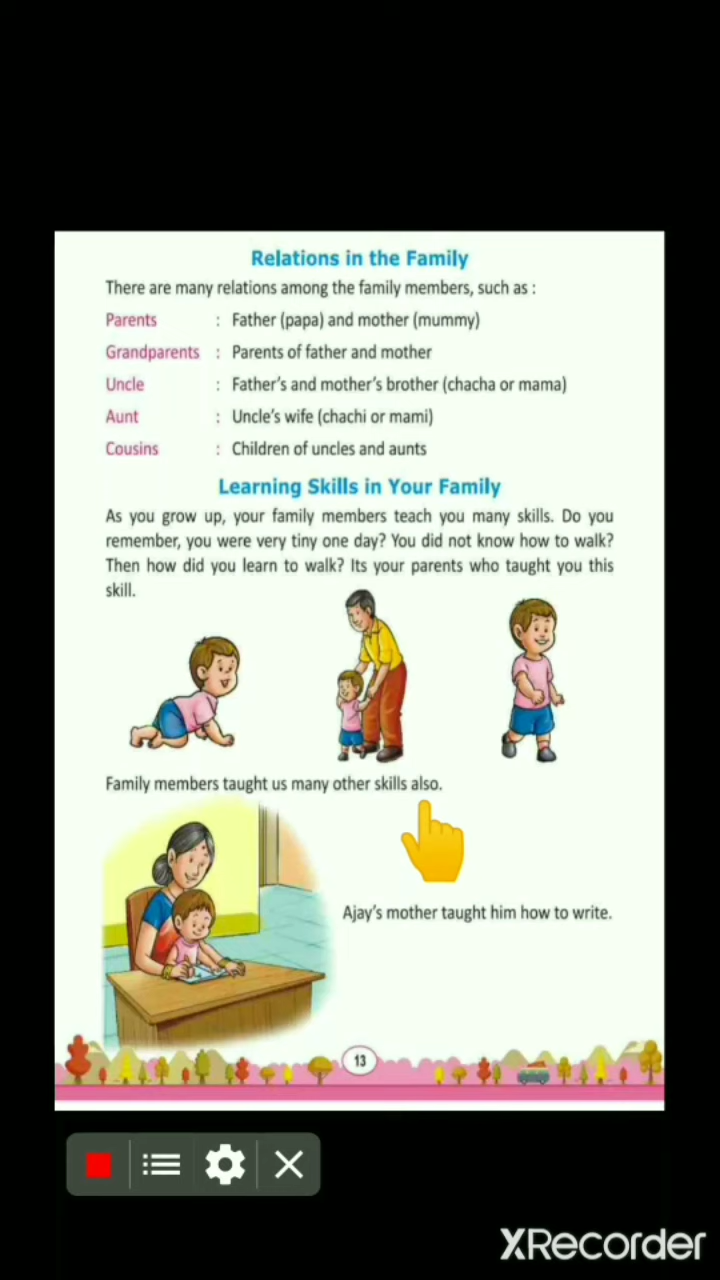 Relations in the Family
There are many relations among the family members, such as :
Parents : Father (papa) and mother (mummy)
Grandparents : Parents of father and mother
Uncle : Father's and mother's brother (chacha or mama)
Aunt : Uncle's wife (chachi or mami)
Cousins : Children of uncles and aunts
Learning Skills in Your Family
As you grow up, your family members teach you many skills. Do you
remember, you were very tiny one day? You did not know how to walk?
Then how did you learn to walk? Its your parents who taught you this
skill.
Family members taught us many other skills also.
Ajay's mother taught him how to write.
13
XRecorder